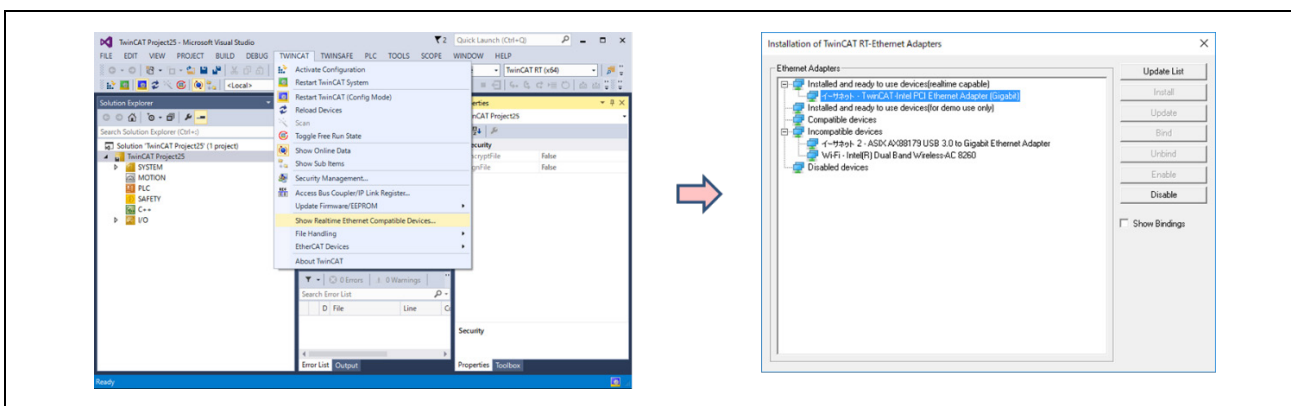 TwinCAT Project25 - Microsoft Visual Studio
2
Quick Launch (Ctrl+Q)
FILE EDIT VIEW PROJECT BUILD DEBUG TWINCAT TWINSAFE PLC TOOLS SCOPE WINDOW HELP
<Local>
TwinCAT RT (x64)
Solution Explorer
Search Solution Explorer (Ctrl+;)
Solution 'TwinCAT Project25' (1 project)
TwinCAT Project25
SYSTEM
MOTION
PLC
SAFETY
C++
I/O
Activate Configuration
Restart TwinCAT System
Restart TwinCAT (Config Mode)
Reload Devices
Scan
Toggle Free Run State
Show Online Data
Show Sub Items
Security Management...
Access Bus Coupler/IP Link Register...
Update Firmware/EEPROM
Show Realtime Ethernet Compatible Devices...
File Handling
EtherCAT Devices
About TwinCAT
erties
nCAT Project25
ecurity
cryptFile False
gnFile False
0 Errors
0 Warnings
Search Error List
D File Line
Error List Output
Security
Properties Toolbox
Ready
Installation of TwinCAT RT-Ethernet Adapters
Ethernet Adapters
Installed and ready to use devices(realtime capable)
イーサネット - TwinCAT-Intel PCI Ethernet Adapter (Gigabit)
Installed and ready to use devices(for demo use only)
Compatible devices
Incompatible devices
イーサネット 2 - ASIX AX88179 USB 3.0 to Gigabit Ethernet Adapter
Wi-Fi - Intel(R) Dual Band Wireless-AC 8260
Disabled devices
Update List
Install
Update
Bind
Unbind
Enable
Disable
Show Bindings